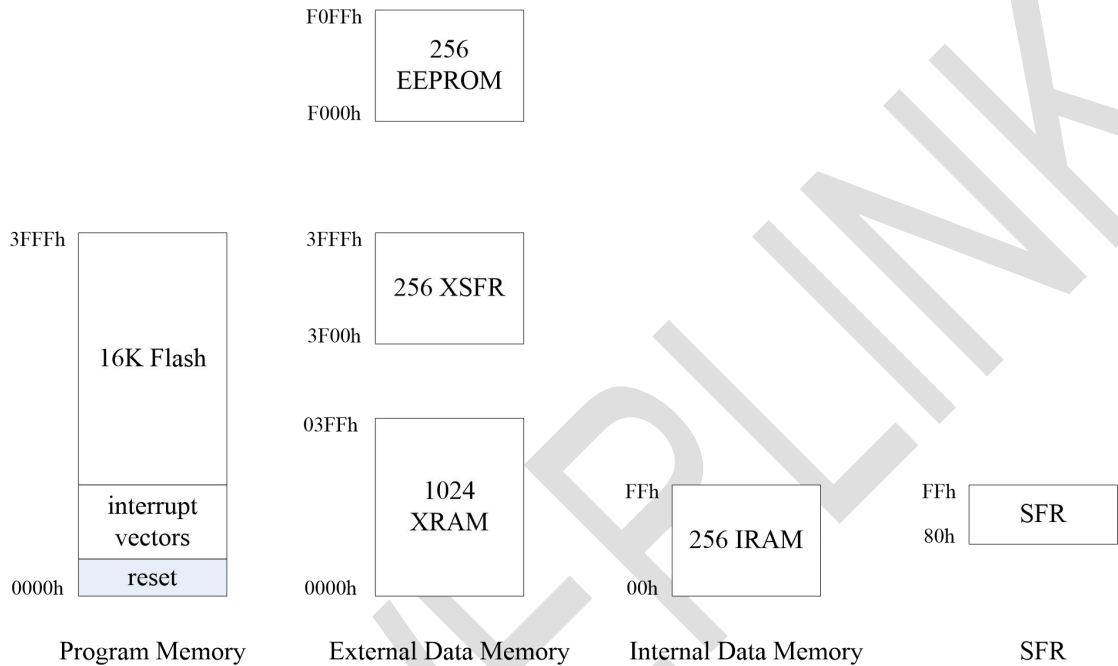 F0FFh
256
EEPROM
F000h
3FFFh
16K Flash
interrupt
vectors
reset
0000h
3FFFh
256 XSFR
3F00h
03FFh
1024
XRAM
0000h
FFh
256 IRAM
00h
FFh
SFR
80h
Program Memory
External Data Memory
Internal Data Memory
SFR